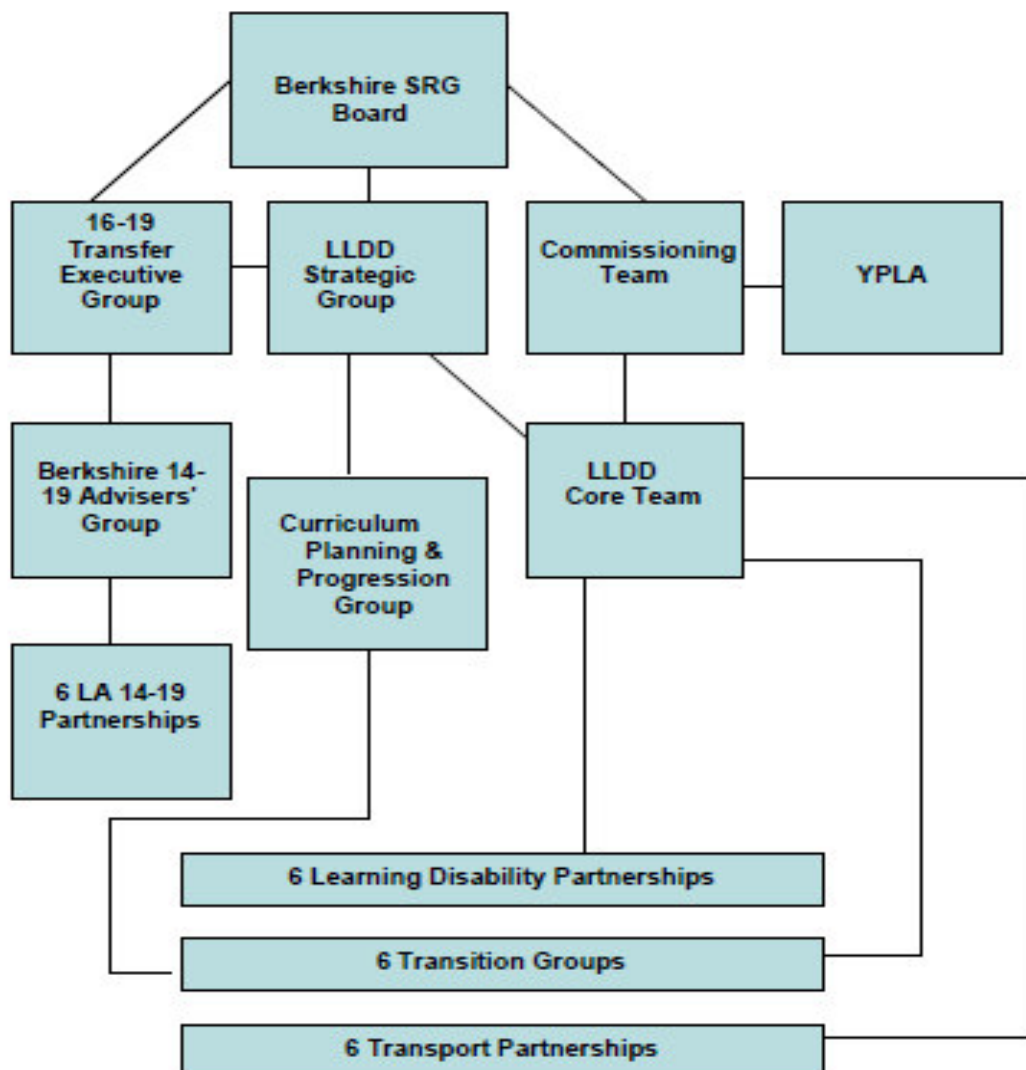 Berkshire SRG
Board
16-19
Transfer
Executive
Group
LLDD
Strategic
Group
Commissioning
Team
YPLA
Berkshire 14-
19 Advisers'
Group
Curriculum
Planning &
Progression
Group
LLDD
Core Team
6 LA 14-19
Partnerships
6 Learning Disability Partnerships
6 Transition Groups
6 Transport Partnerships